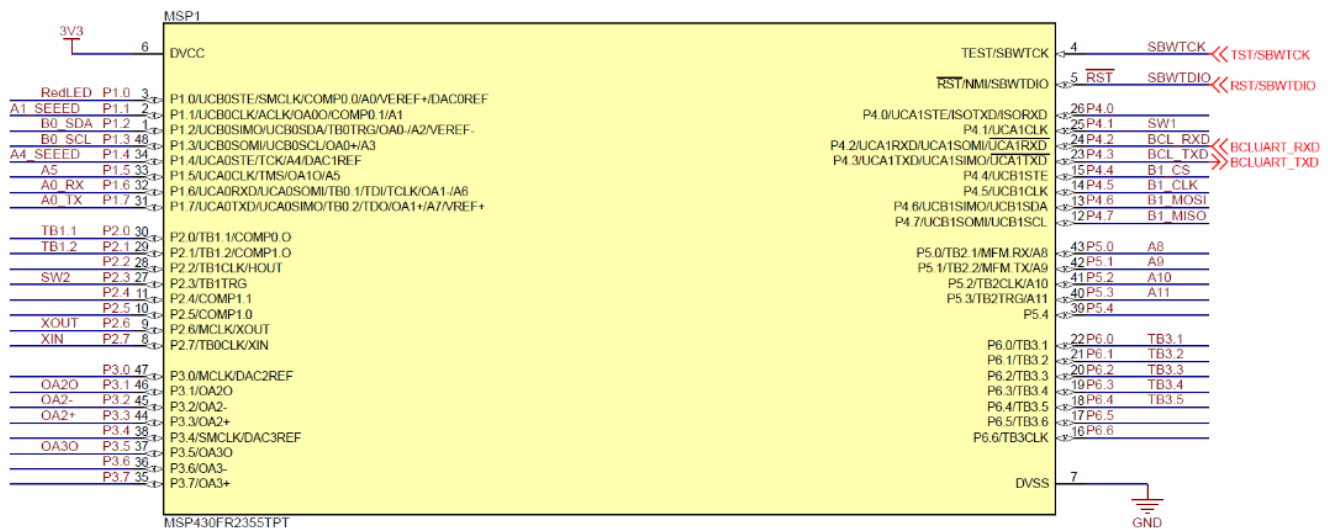 MSP1
3V3
6 DVCC
TEST/SBWTCK 4 SBWTCK TST/SBWTCK
RST/NMI/SBWTDIO 5 RST SBWTDIO RST/SBWTDIO
RedLED P1.0 3 P1.0/UCB0STE/SMCLK/COMP0.0/A0/VEREF+/DAC0REF
A1_SEEED P1.1 2 P1.1/UCB0CLK/ACLK/OA0O/COMP0.1/A1
B0_SDA P1.2 1 P1.2/UCB0SIMO/UCB0SDA/TB0TRG/OA0-/A2/VEREF-
B0_SCL P1.3 48 P1.3/UCB0SOMI/UCB0SCL/OA0+/A3
A4_SEEED P1.4 34 P1.4/UCA0STE/TCK/A4/DAC1REF
A5 P1.5 33 P1.5/UCA0CLK/TMS/OA1O/A5
A0_RX P1.6 32 P1.6/UCA0RXD/UCA0SOMI/TB0.1/TDI/TCLK/OA1-/A6
A0_TX P1.7 31 P1.7/UCA0TXD/UCA0SIMO/TB0.2/TDO/OA1+/A7/VREF+
P4.0/UCA1STE/ISOTXD/ISORXD 26 P4.0
P4.1/UCA1CLK 25 P4.1 SW1
P4.2/UCA1RXD/UCA1SOMI/UCA1RXD 24 P4.2 BCL_RXD BCLUART_RXD
P4.3/UCA1TXD/UCA1SIMO/UCA1TXD 23 P4.3 BCL_TXD BCLUART_TXD
P4.4/UCB1STE 15 P4.4 B1_CS
P4.5/UCB1CLK 14 P4.5 B1_CLK
P4.6/UCB1SIMO/UCB1SDA 13 P4.6 B1_MOSI
P4.7/UCB1SOMI/UCB1SCL 12 P4.7 B1_MISO
TB1.1 P2.0 30 P2.0/TB1.1/COMP0.O
TB1.2 P2.1 29 P2.1/TB1.2/COMP1.O
P2.2 28 P2.2/TB1CLK/HOUT
SW2 P2.3 27 P2.3/TB1TRG
P2.4 11 P2.4/COMP1.1
P2.5 10 P2.5/COMP1.0
XOUT P2.6 9 P2.6/MCLK/XOUT
XIN P2.7 8 P2.7/TB0CLK/XIN
P5.0/TB2.1/MFM.RX/A8 43 P5.0 A8
P5.1/TB2.2/MFM.TX/A9 42 P5.1 A9
P5.2/TB2CLK/A10 41 P5.2 A10
P5.3/TB2TRG/A11 40 P5.3 A11
P5.4 39 P5.4
P3.0 47 P3.0/MCLK/DAC2REF
OA2O P3.1 46 P3.1/OA2O
OA2- P3.2 45 P3.2/OA2-
OA2+ P3.3 44 P3.3/OA2+
P3.4 38 P3.4/SMCLK/DAC3REF
OA3O P3.5 37 P3.5/OA3O
P3.6 36 P3.6/OA3-
P3.7 35 P3.7/OA3+
P6.0/TB3.1 22 P6.0 TB3.1
P6.1/TB3.2 21 P6.1 TB3.2
P6.2/TB3.3 20 P6.2 TB3.3
P6.3/TB3.4 19 P6.3 TB3.4
P6.4/TB3.5 18 P6.4 TB3.5
P6.5/TB3.6 17 P6.5
P6.6/TB3CLK 16 P6.6
DVSS 7
GND
MSP430FR2355TPT